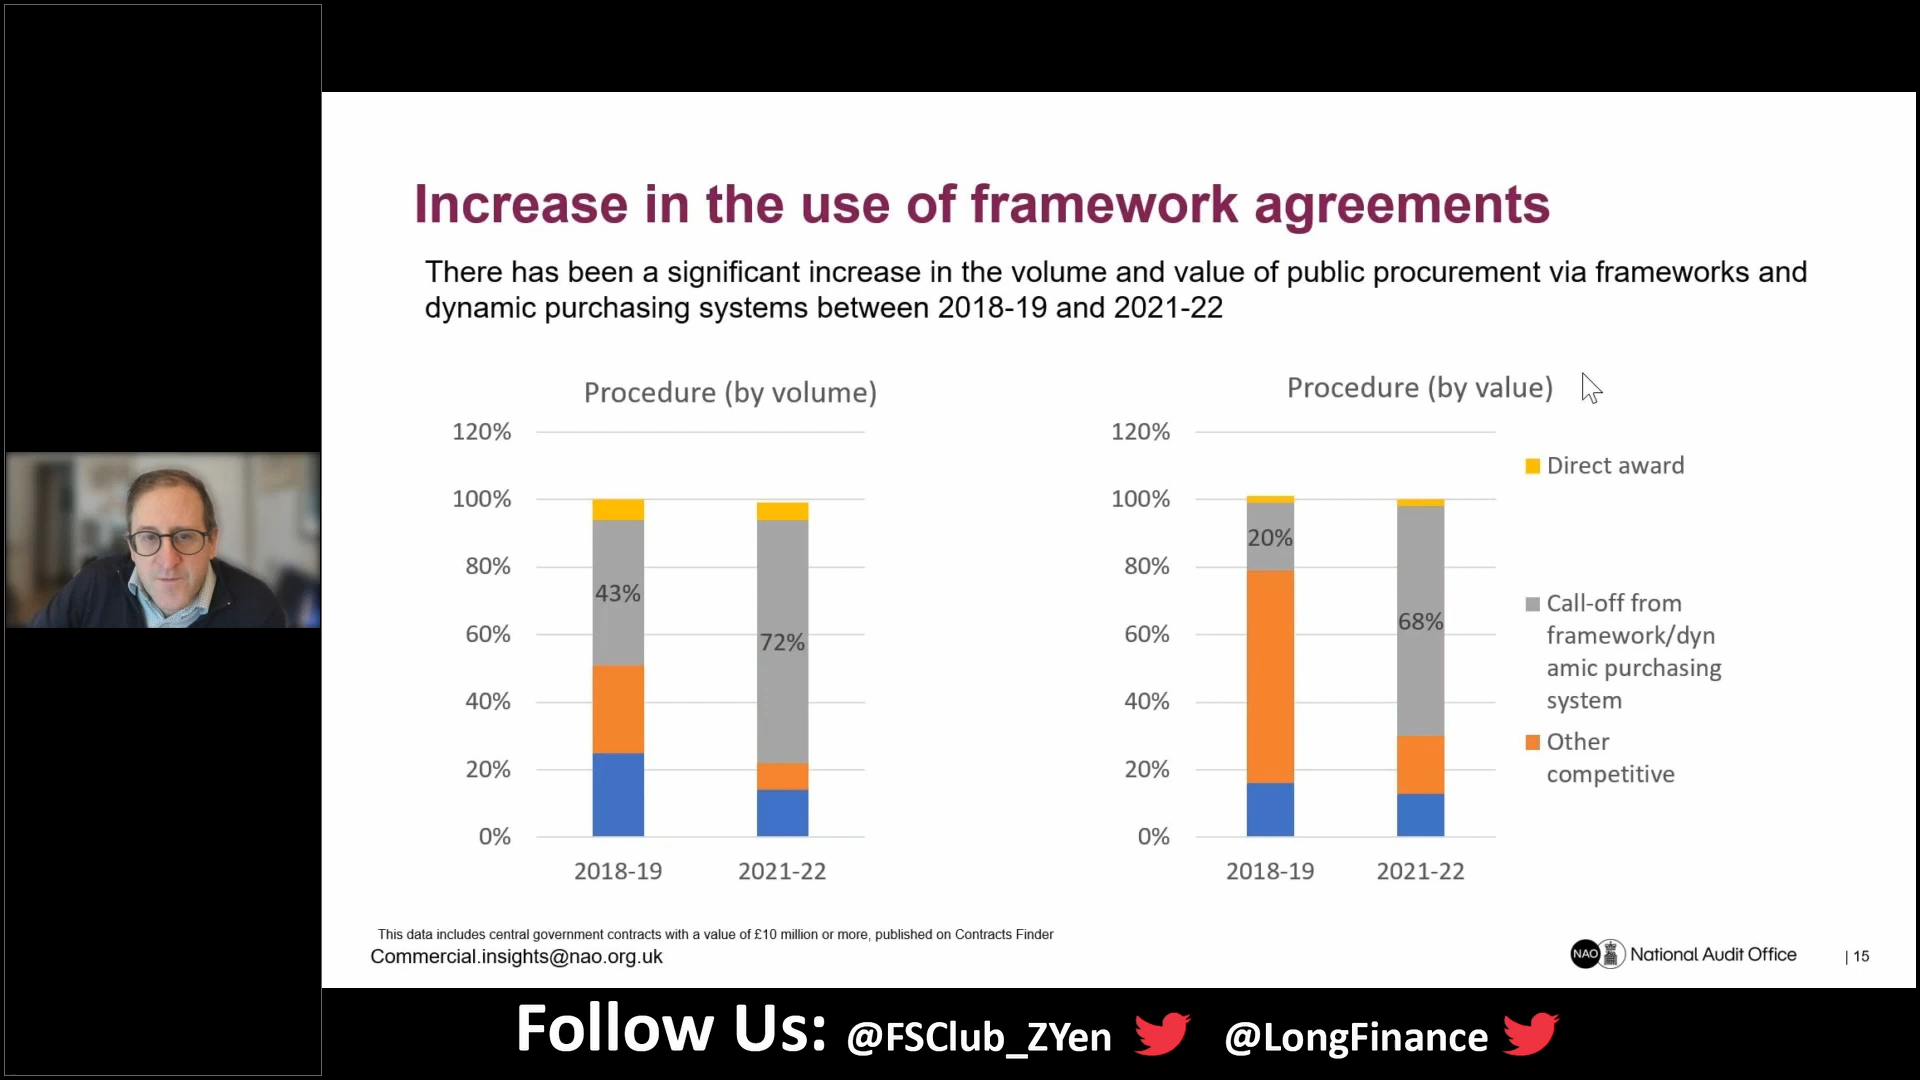 Increase in the use of framework agreements
There has been a significant increase in the volume and value of public procurement via frameworks and
dynamic purchasing systems between 2018-19 and 2021-22
Procedure (by volume)
120%
100%
80%
60%
40%
20%
0%
43%
72%
2018-19
2021-22
Procedure (by value)
120%
100%
80%
60%
40%
20%
0%
20%
68%
2018-19
2021-22
Direct award
Call-off from
framework/dyn
amic purchasing
system
Other
competitive
This data includes central government contracts with a value of £10 million or more, published on Contracts Finder
Commercial.insights@nao.org.uk
NAO National Audit Office
| 15
Follow Us: @FSClub_ZYen @LongFinance